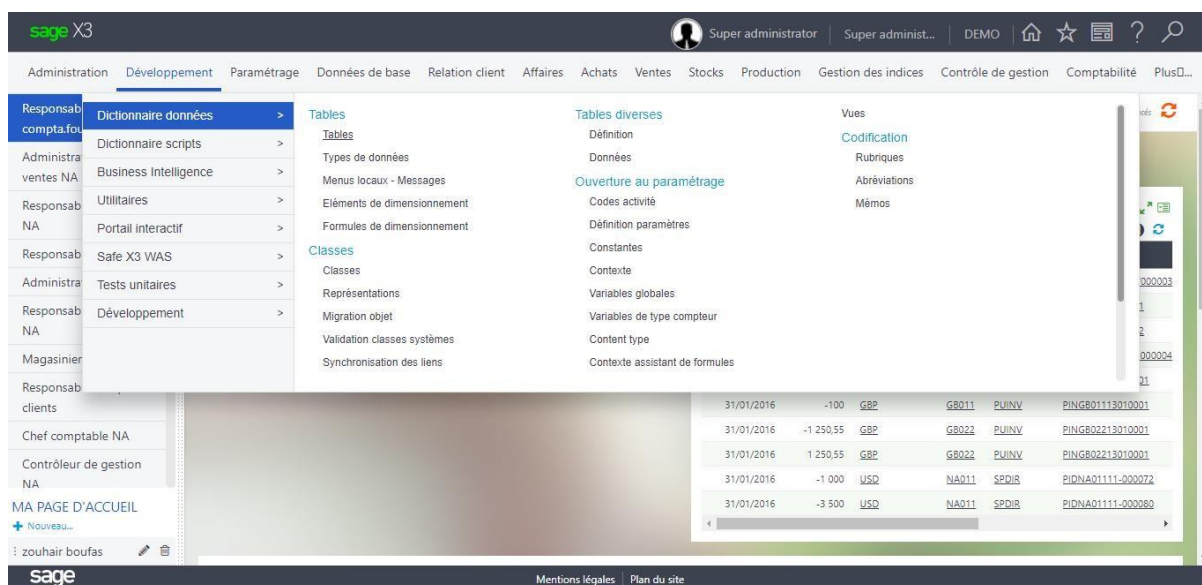 sage X3
Super administrator
Super administ...
DEMO
Administration Développement Paramétrage Données de base Relation client Affaires Achats Ventes Stocks Production Gestion des indices Contrôle de gestion Comptabilité
Responsab
compta.fou
Administra
ventes NA
Responsab
NA
Responsab
Administra
Responsab
NA
Magasinier
Responsab
clients
Chef comptable NA
Contrôleur de gestion
NA
MA PAGE D'ACCUEIL
Nouveau...
zouhair boufas
Dictionnaire données >
Dictionnaire scripts >
Business Intelligence >
Utilitaires >
Portail interactif >
Safe X3 WAS >
Tests unitaires >
Développement >
Tables
Tables
Types de données
Menus locaux - Messages
Eléments de dimensionnement
Formules de dimensionnement
Classes
Classes
Représentations
Migration objet
Validation classes systèmes
Synchronisation des liens
Tables diverses
Définition
Données
Ouverture au paramétrage
Codes activité
Définition paramètres
Constantes
Contexte
Variables globales
Variables de type compteur
Content type
Contexte assistant de formules
Vues
Codification
Rubriques
Abréviations
Mémos
000003
000004
31/01/2016 -100 GBP GB011 PUINV PINGB01113010001
31/01/2016 -1 250,55 GBP GB022 PUINV PINGB02213010001
31/01/2016 1 250,55 GBP GB022 PUINV PINGB02213010001
31/01/2016 -1 000 USD NA011 SPDIR PIDNA01111-000072
31/01/2016 -3 500 USD NA011 SPDIR PIDNA01111-000080
sage
Mentions légales Plan du site